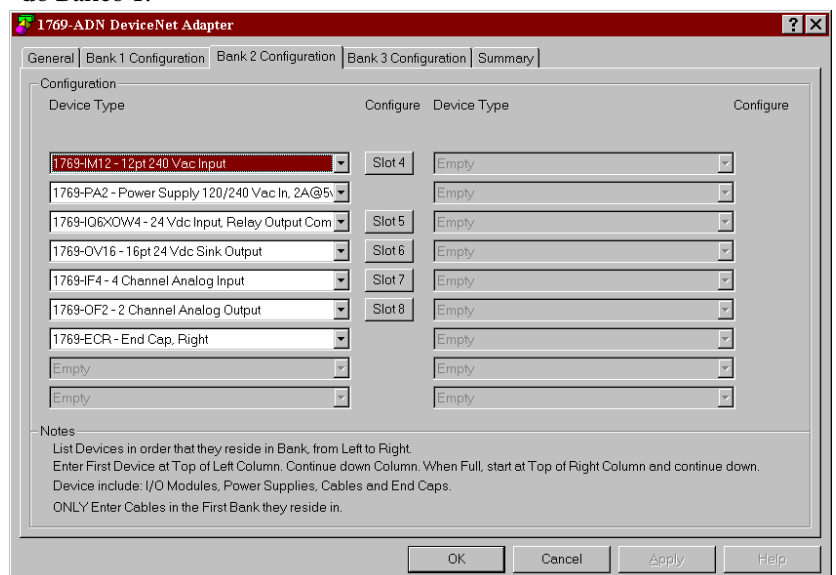 do Banco 1.
1769-ADN DeviceNet Adapter
General Bank 1 Configuration Bank 2 Configuration Bank 3 Configuration Summary
Configuration
Device Type Configure Device Type Configure
1769-IM12 - 12pt 240 Vac Input Slot 4 Empty
1769-PA2 - Power Supply 120/240 Vac In, 2A@5v Empty
1769-IQ6XOW4 - 24 Vdc Input, Relay Output Com Slot 5 Empty
1769-OV16 - 16pt 24 Vdc Sink Output Slot 6 Empty
1769-IF4 - 4 Channel Analog Input Slot 7 Empty
1769-OF2 - 2 Channel Analog Output Slot 8 Empty
1769-ECR - End Cap, Right Empty
Empty Empty
Empty Empty
Notes
List Devices in order that they reside in Bank, from Left to Right.
Enter First Device at Top of Left Column. Continue down Column. When Full, start at Top of Right Column and continue down.
Device include: I/O Modules, Power Supplies, Cables and End Caps.
ONLY Enter Cables in the First Bank they reside in.
OK Cancel Apply Help